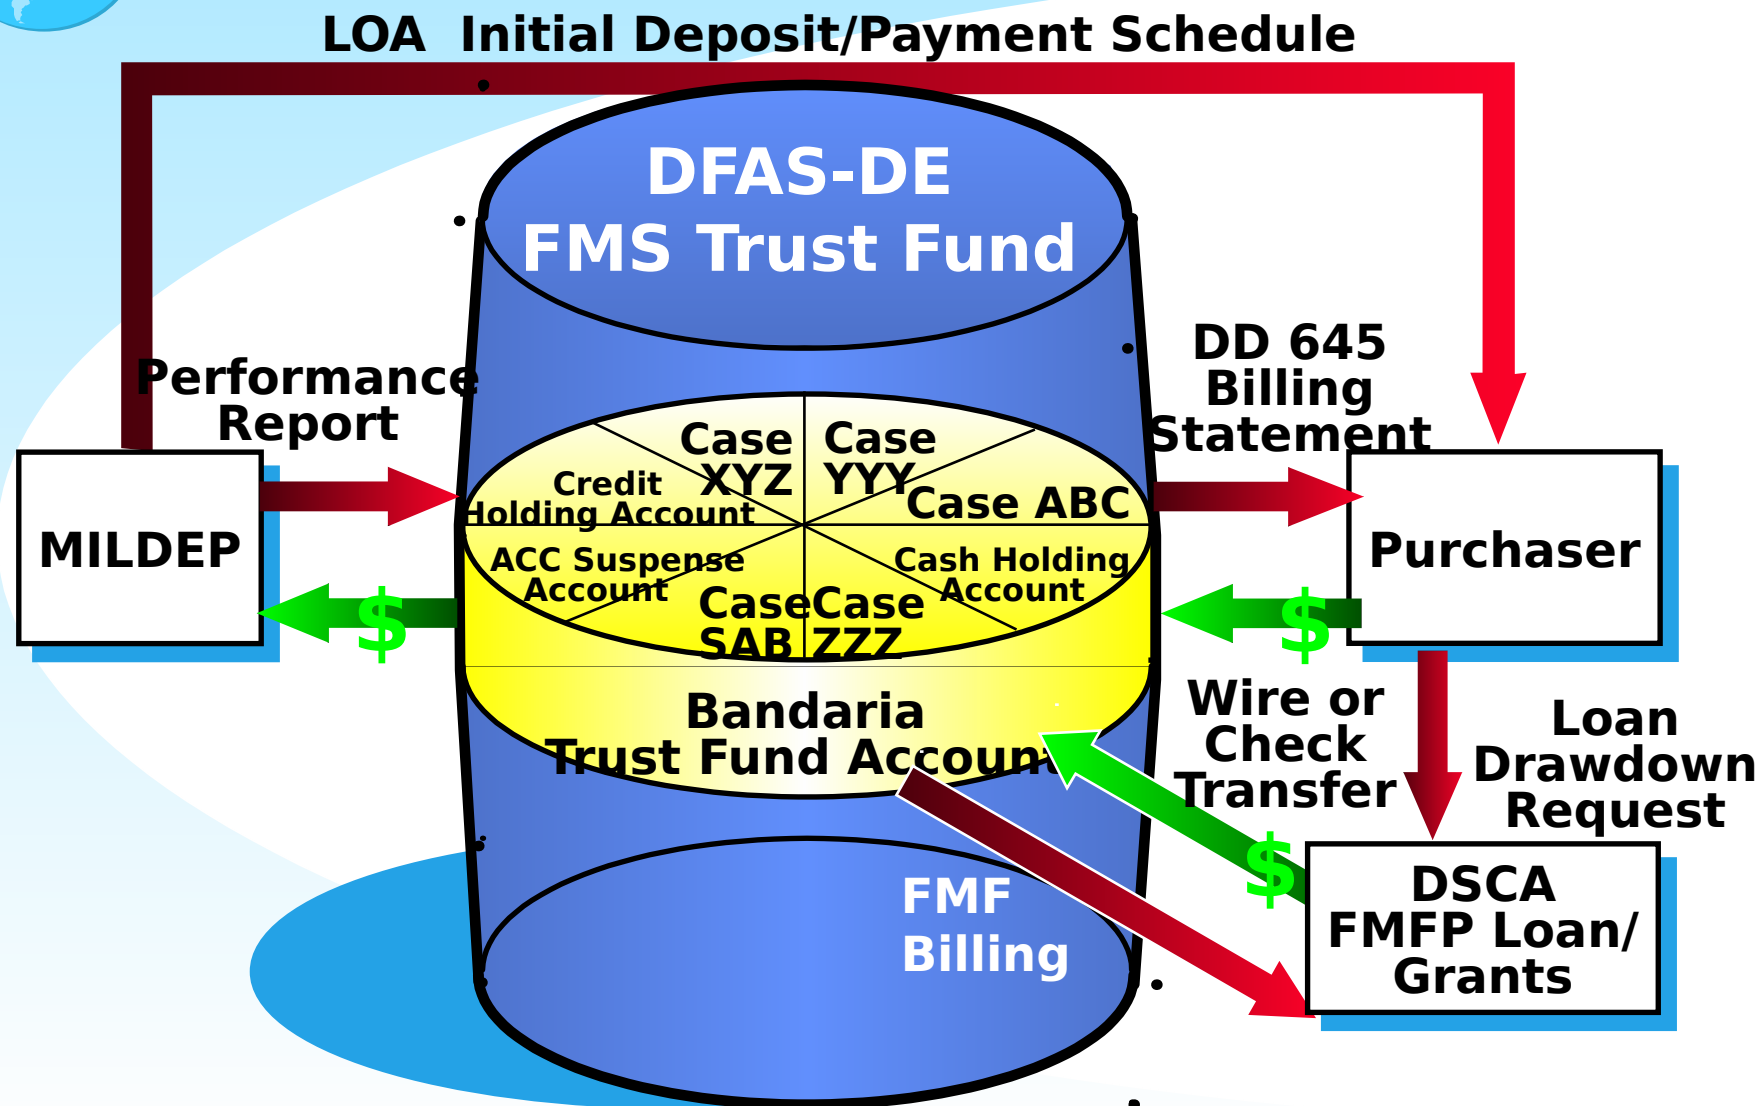 LOA  Initial Deposit/Payment Schedule
DFAS-DE
FMS Trust Fund
Performance
Report
DD 645
Billing
Statement
MILDEP
Case
XYZ
Case
YYY
Credit
Holding Account
Case ABC
ACC Suspense
Account
Cash Holding
Account
Case
SAB
Case
ZZZ
$
$
Purchaser
Bandaria
Trust Fund Account
Wire or
Check
Transfer
Loan
Drawdown
Request
$
FMF
Billing
DSCA
FMFP Loan/
Grants